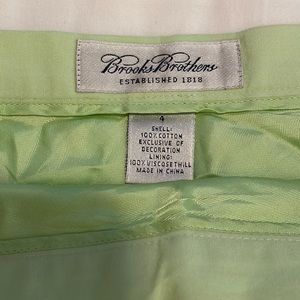 Brooks Brothers
ESTABLISHED 1818
4
SHELL:
100% COTTON
EXCLUSIVE OF
DECORATION
LINING:
100% VISCOSE TWILL
MADE IN CHINA